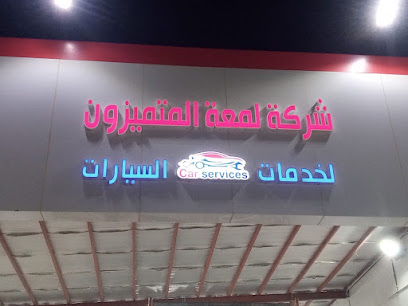 شركة لمعة المتميزون
لخدمات السيارات
Car services